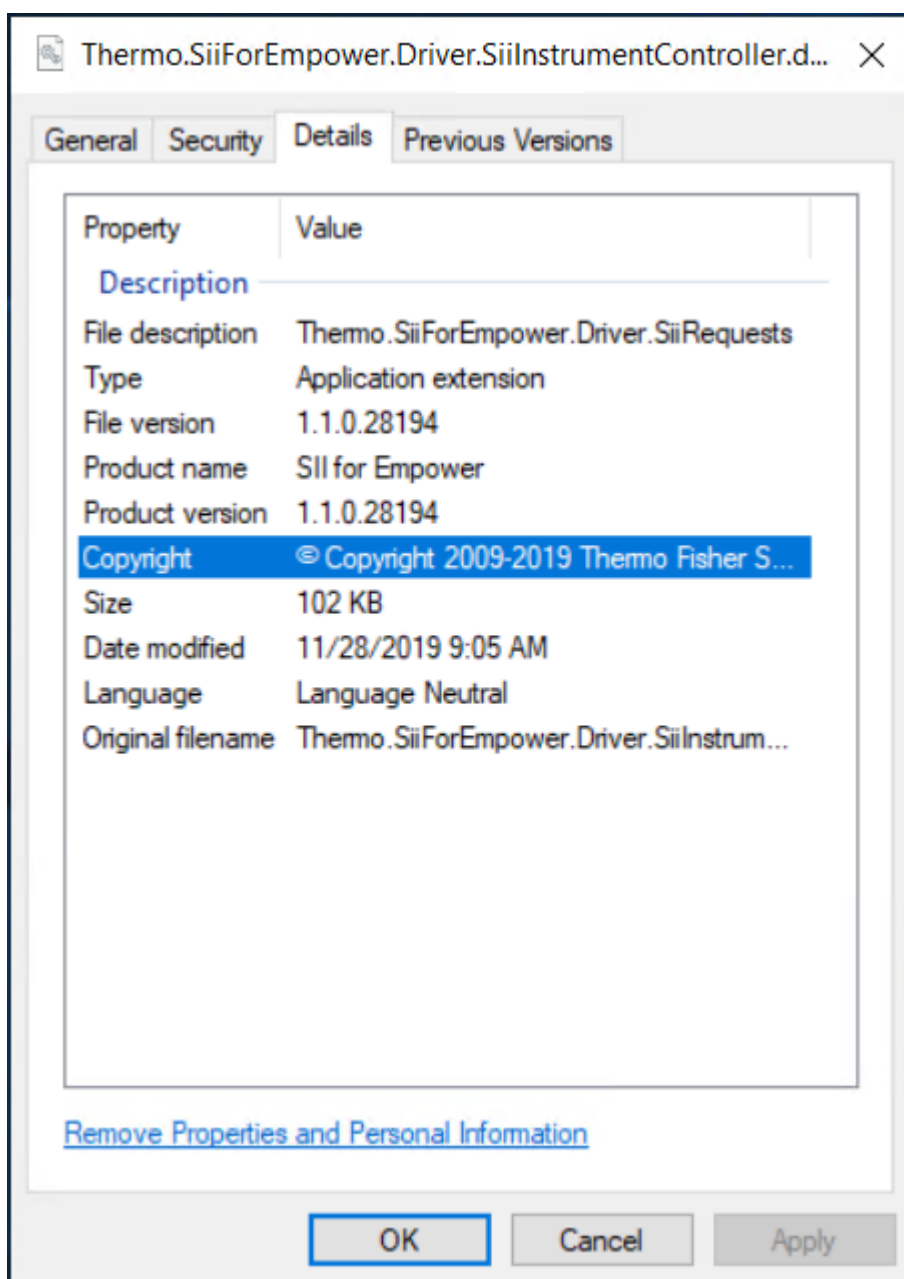 Thermo.SiiForEmpower.Driver.SiiInstrumentController.d...
General Security Details Previous Versions
Property Value
Description
File description Thermo.SiiForEmpower.Driver.SiiRequests
Type Application extension
File version 1.1.0.28194
Product name SII for Empower
Product version 1.1.0.28194
Copyright © Copyright 2009-2019 Thermo Fisher S...
Size 102 KB
Date modified 11/28/2019 9:05 AM
Language Language Neutral
Original filename Thermo.SiiForEmpower.Driver.SiiInstrum...
Remove Properties and Personal Information
OK Cancel Apply